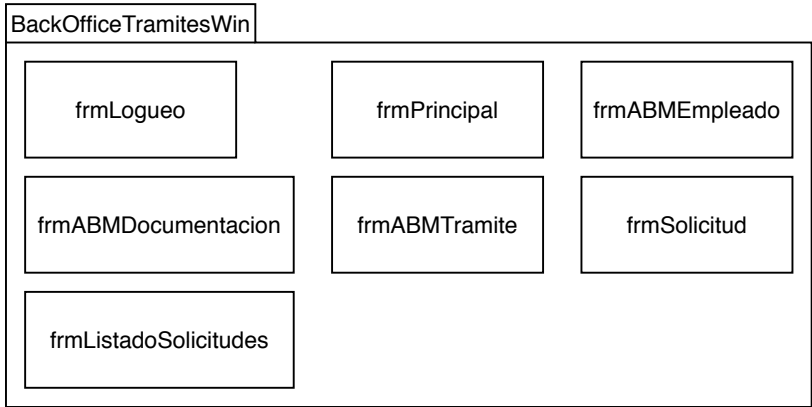 BackOfficeTramitesWin
frmLogueo
frmPrincipal
frmABMEmpleado
frmABMDocumentacion
frmABMTramite
frmSolicitud
frmListadoSolicitudes